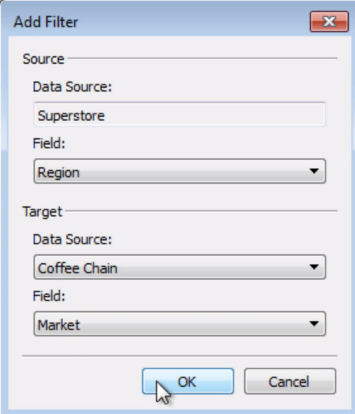 Add Filter
Source
Data Source:
Superstore
Field:
Region
Target
Data Source:
Coffee Chain
Field:
Market
OK Cancel